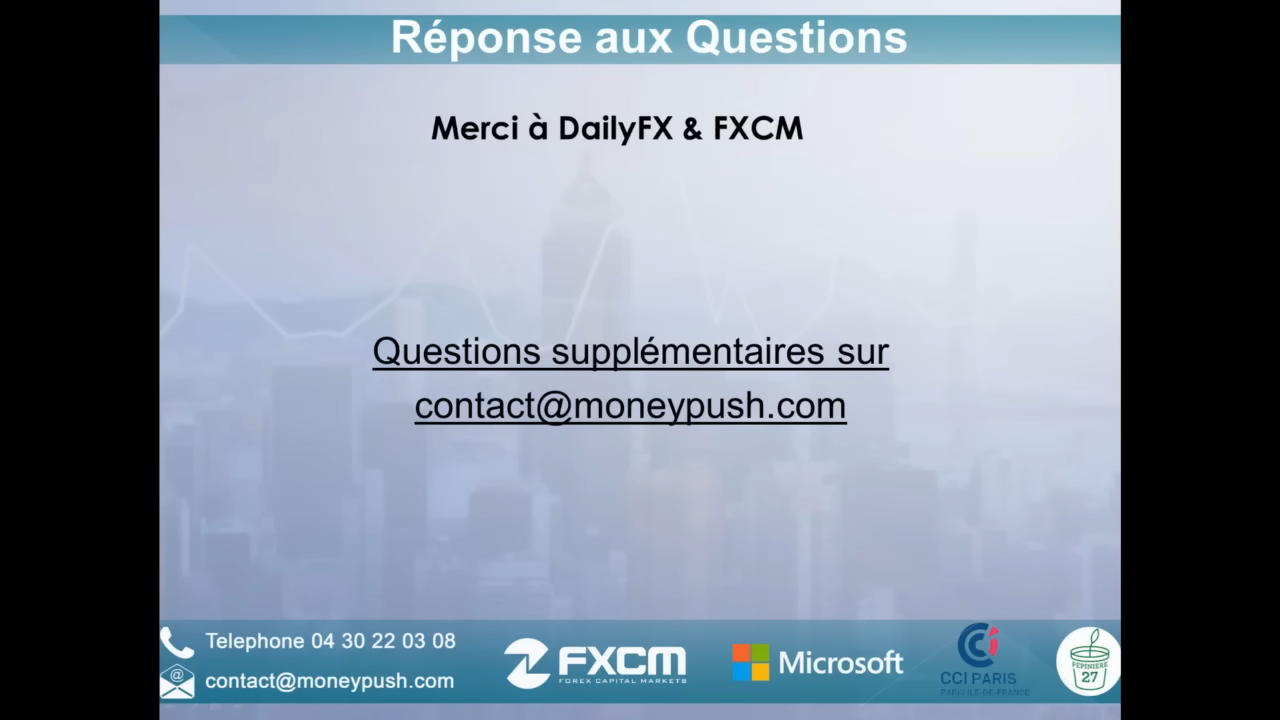 Réponse aux Questions
Merci à DailyFX & FXCM
Questions supplémentaires sur
contact@moneypush.com
Telephone 04 30 22 03 08
@
contact@moneypush.com
FXCM
FOREX CAPITAL MARKETS
Microsoft
CCI PARIS
PARIS ILE-DE-FRANCE
PEPINIERE
27